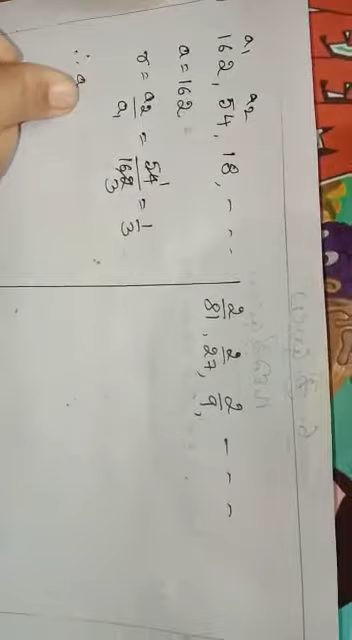 a₁ a₂
162, 54, 18, - - -
a = 162
r = a₂/a₁ = 54/162 = 1/3
∴ a
2/81, 2/27, 2/9, - - -